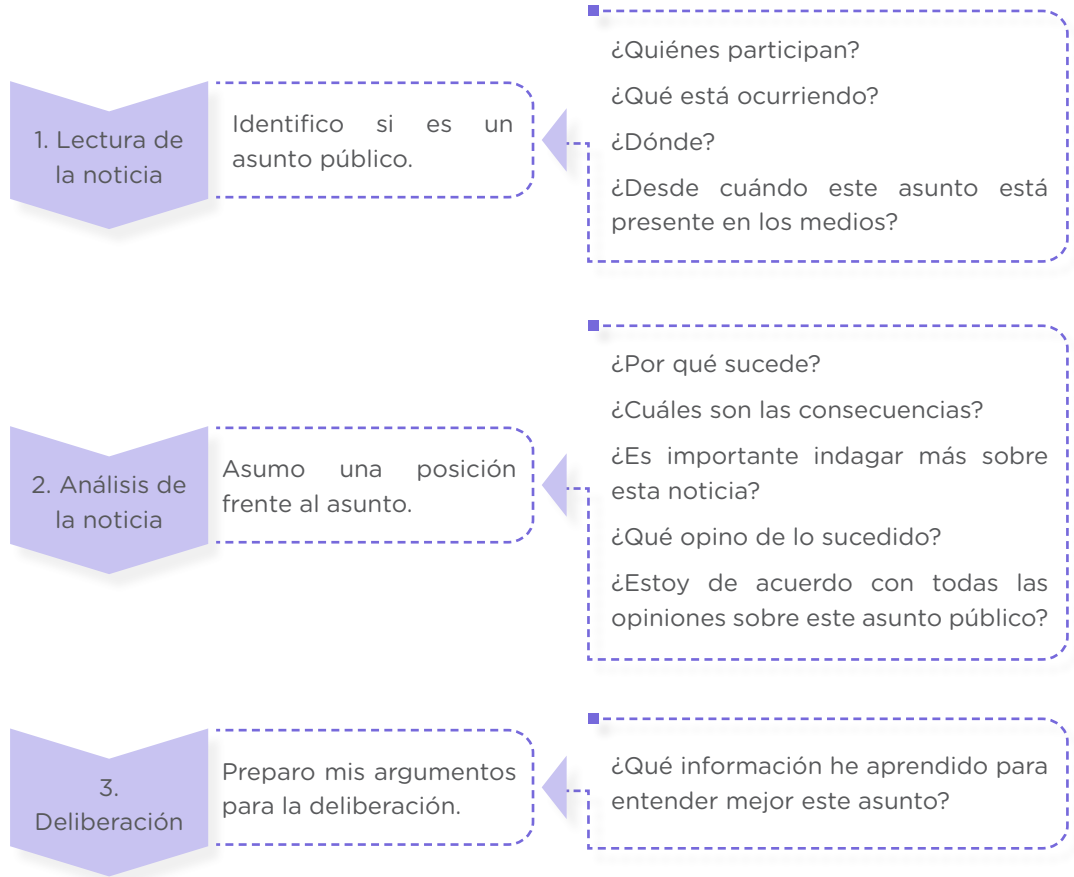 1. Lectura de
la noticia
Identifico si es un
asunto público.
¿Quiénes participan?
¿Qué está ocurriendo?
¿Dónde?
¿Desde cuándo este asunto está
presente en los medios?
2. Análisis de
la noticia
Asumo una posición
frente al asunto.
¿Por qué sucede?
¿Cuáles son las consecuencias?
¿Es importante indagar más sobre
esta noticia?
¿Qué opino de lo sucedido?
¿Estoy de acuerdo con todas las
opiniones sobre este asunto público?
3.
Deliberación
Preparo mis argumentos
para la deliberación.
¿Qué información he aprendido para
entender mejor este asunto?